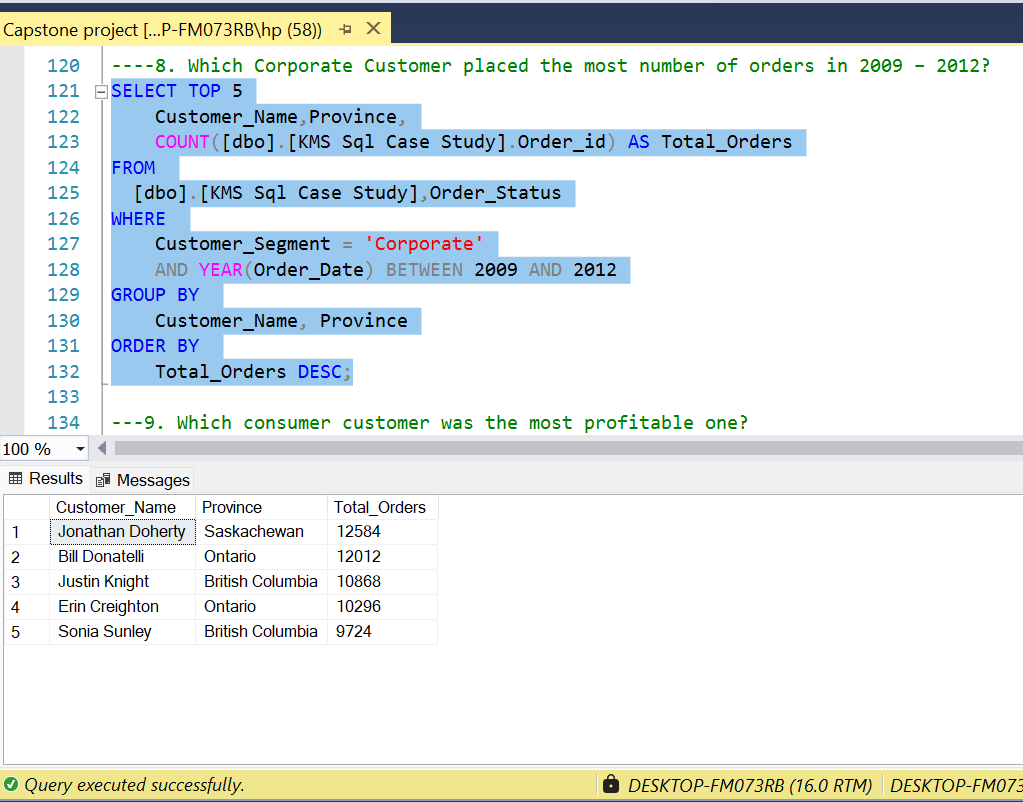 Capstone project [...P-FM073RB\hp (58))
120 ----8. Which Corporate Customer placed the most number of orders in 2009 – 2012?
121 SELECT TOP 5
122 Customer_Name,Province,
123 COUNT([dbo].[KMS Sql Case Study].Order_id) AS Total_Orders
124 FROM
125 [dbo].[KMS Sql Case Study],Order_Status
126 WHERE
127 Customer_Segment = 'Corporate'
128 AND YEAR(Order_Date) BETWEEN 2009 AND 2012
129 GROUP BY
130 Customer_Name, Province
131 ORDER BY
132 Total_Orders DESC;
133
134 ---9. Which consumer customer was the most profitable one?
100 %
Results Messages
Customer_Name Province Total_Orders
1 Jonathan Doherty Saskachewan 12584
2 Bill Donatelli Ontario 12012
3 Justin Knight British Columbia 10868
4 Erin Creighton Ontario 10296
5 Sonia Sunley British Columbia 9724
Query executed successfully. DESKTOP-FM073RB (16.0 RTM) DESKTOP-FM073